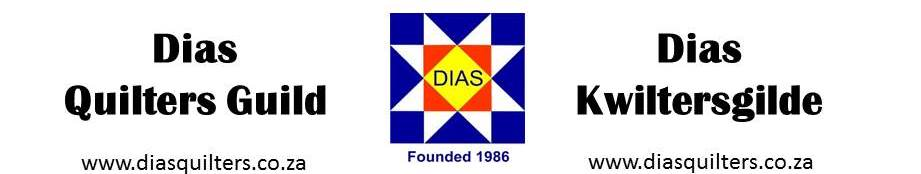 Dias
Quilters Guild
www.diasquilters.co.za
DIAS
Founded 1986
Dias
Kwiltersgilde
www.diasquilters.co.za